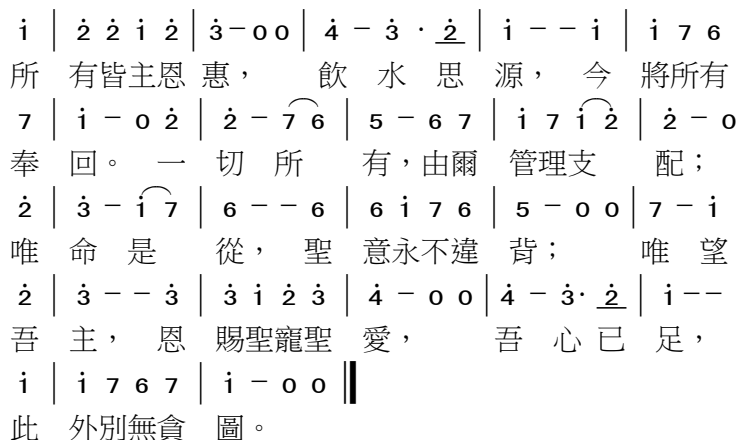 i̇ | 2̇ 2̇ i̇ 2̇ | 3̇ – 0 0 | 4̇ – 3̇ · 2̇ | i̇ – – i̇ | i̇ 7 6
所 有皆主恩惠, 飲 水 思 源, 今 將所有
7 | i̇ – 0 2̇ | 2̇ – 7 6 | 5 – 6 7 | i̇ 7 i̇ 2̇ | 2̇ – 0
奉 回。 一 切 所 有,由爾 管理支 配;
2̇ | 3̇ – i̇ 7 | 6 – – 6 | 6 i̇ 7 6 | 5 – 0 0 | 7 – i̇
唯 命 是 從, 聖 意永不違 背; 唯 望
2̇ | 3̇ – – 3̇ | 3̇ i̇ 2̇ 3̇ | 4̇ – 0 0 | 4̇ – 3̇· 2̇ | i̇ – –
吾 主, 恩 賜聖寵聖 愛, 吾 心 已 足,
i̇ | i̇ 7 6 7 | i̇ – 0 0 ‖
此 外別無貪 圖。